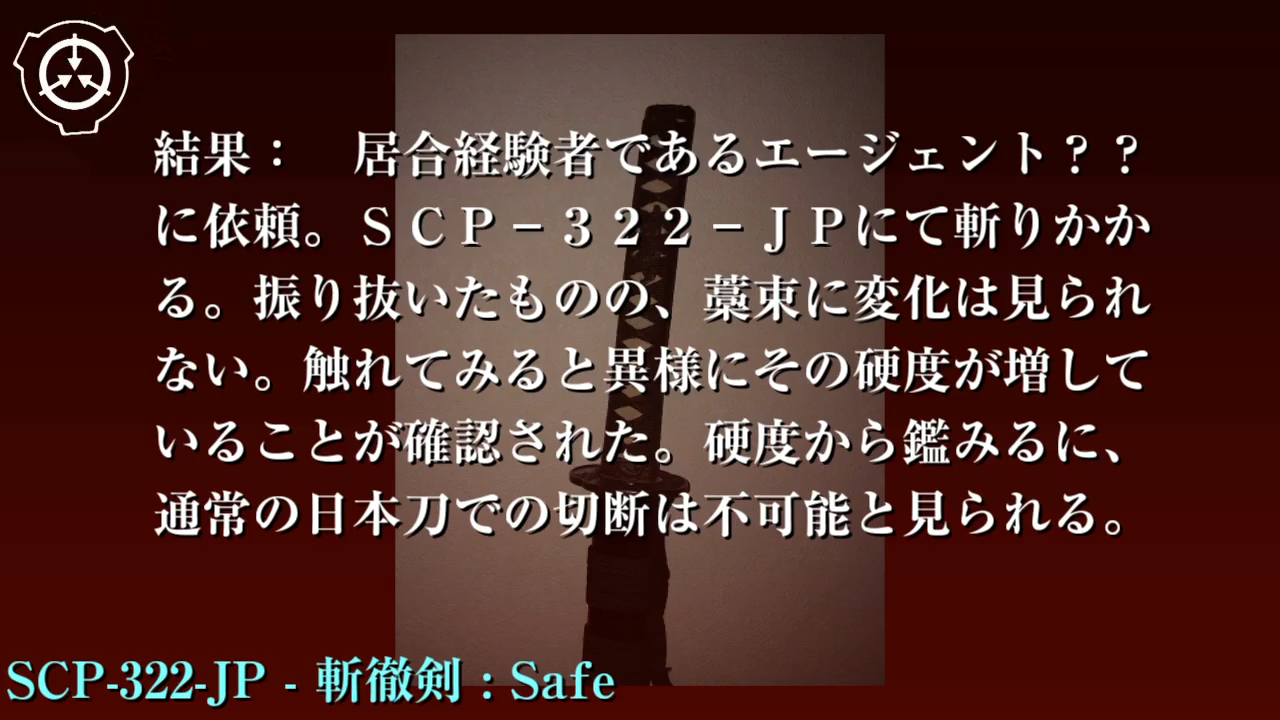 結果：　居合経験者であるエージェント？？
に依頼。ＳＣＰ－３２２－ＪＰにて斬りかか
る。振り抜いたものの、藁束に変化は見られ
ない。触れてみると異様にその硬度が増して
いることが確認された。硬度から鑑みるに、
通常の日本刀での切断は不可能と見られる。
SCP-322-JP - 斬徹剣：Safe